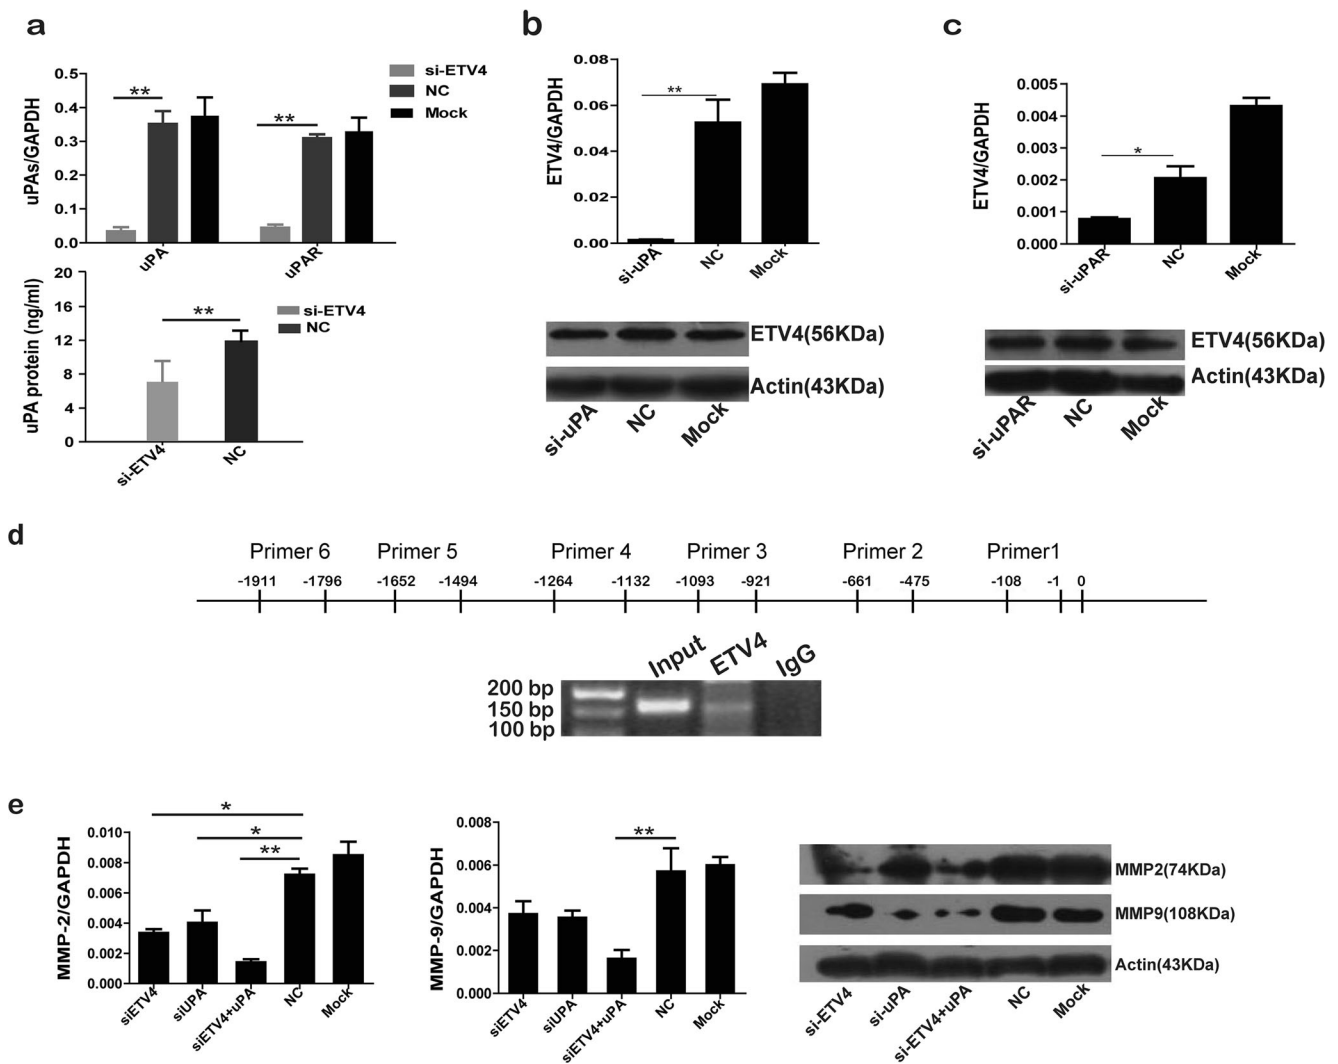 a
si-ETV4
NC
Mock
uPAs/GAPDH
0.5
0.4
0.3
0.2
0.1
0.0
**
**
uPA
uPAR
uPA protein (ng/ml)
20
16
12
8
4
0
**
si-ETV4
NC
si-ETV4
NC
b
ETV4/GAPDH
0.08
0.06
0.04
0.02
0.00
**
si-uPA
NC
Mock
ETV4(56KDa)
Actin(43KDa)
si-uPA
NC
Mock
c
ETV4/GAPDH
0.005
0.004
0.003
0.002
0.001
0.000
*
si-uPAR
NC
Mock
ETV4(56KDa)
Actin(43KDa)
si-uPAR
NC
Mock
d
Primer 6 Primer 5 Primer 4 Primer 3 Primer 2 Primer1
-1911 -1796 -1652 -1494 -1264 -1132 -1093 -921 -661 -475 -108 -1 0
Input ETV4 IgG
200 bp
150 bp
100 bp
e
MMP-2/GAPDH
0.010
0.008
0.006
0.004
0.002
0.000
*
*
**
siETV4
siUPA
siETV4+uPA
NC
Mock
MMP-9/GAPDH
0.008
0.006
0.004
0.002
0.000
**
siETV4
siUPA
siETV4+uPA
NC
Mock
MMP2(74KDa)
MMP9(108KDa)
Actin(43KDa)
si-ETV4
si-uPA
si-ETV4+uPA
NC
Mock